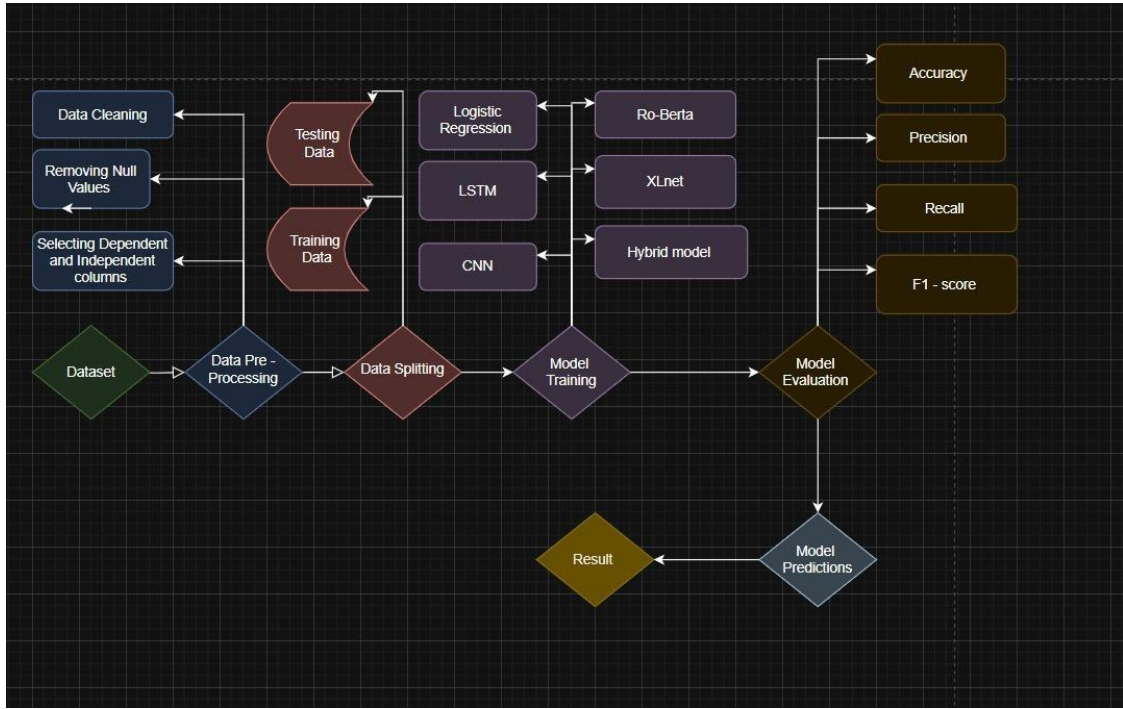 Data Cleaning
Removing Null
Values
Selecting Dependent
and Independent
columns
Testing
Data
Training
Data
Logistic
Regression
LSTM
CNN
Ro-Berta
XLnet
Hybrid model
Accuracy
Precision
Recall
F1 - score
Dataset
Data Pre -
Processing
Data Splitting
Model
Training
Model
Evaluation
Result
Model
Predictions